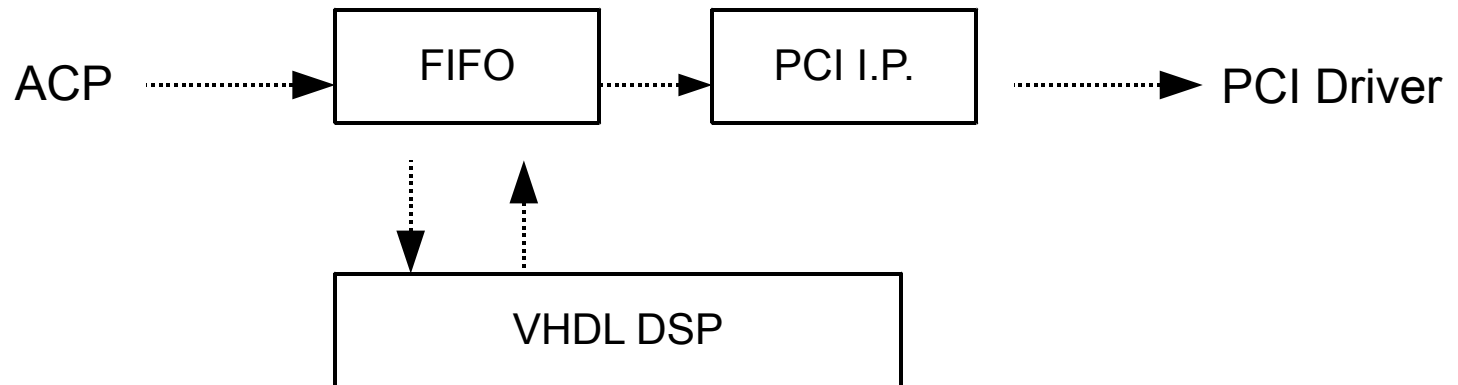 ACP
FIFO
PCI I.P.
PCI Driver
VHDL DSP